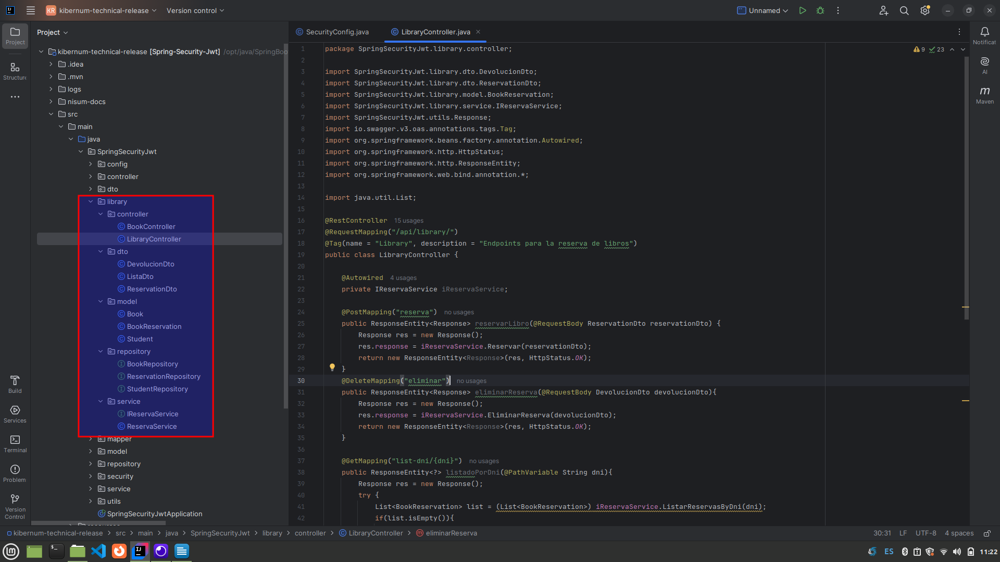 KR kibernum-technical-release Version control Unnamed
Project
Structure
Build
Services
Terminal
Problem
Version
Control
Project
kibernum-technical-release [Spring-Security-Jwt] /opt/java/SpringBoo
.idea
.mvn
logs
nisum-docs
src
main
java
SpringSecurityJwt
config
controller
dto
library
controller
BookController
LibraryController
dto
DevolucionDto
ListaDto
ReservationDto
model
Book
BookReservation
Student
repository
BookRepository
ReservationRepository
StudentRepository
service
IReservaService
ReservaService
mapper
model
repository
security
service
utils
SpringSecurityJwtApplication
resources
SecurityConfig.java LibraryController.java
9 23
1 package SpringSecurityJwt.library.controller;
2
3 import SpringSecurityJwt.library.dto.DevolucionDto;
4 import SpringSecurityJwt.library.dto.ReservationDto;
5 import SpringSecurityJwt.library.model.BookReservation;
6 import SpringSecurityJwt.library.service.IReservaService;
7 import SpringSecurityJwt.utils.Response;
8 import io.swagger.v3.oas.annotations.tags.Tag;
9 import org.springframework.beans.factory.annotation.Autowired;
10 import org.springframework.http.HttpStatus;
11 import org.springframework.http.ResponseEntity;
12 import org.springframework.web.bind.annotation.*;
13
14 import java.util.List;
15
16 @RestController 15 usages
17 @RequestMapping("/api/library/")
18 @Tag(name = "Library", description = "Endpoints para la reserva de libros")
19 public class LibraryController {
20
21 @Autowired 4 usages
22 private IReservaService iReservaService;
23
24 @PostMapping("reserva") no usages
25 public ResponseEntity<Response> reservarLibro(@RequestBody ReservationDto reservationDto) {
26 Response res = new Response();
27 res.response = iReservaService.Reservar(reservationDto);
28 return new ResponseEntity<Response>(res, HttpStatus.OK);
29 }
30 @DeleteMapping("eliminar") no usages
31 public ResponseEntity<Response> eliminarReserva(@RequestBody DevolucionDto devolucionDto){
32 Response res = new Response();
33 res.response = iReservaService.EliminarReserva(devolucionDto);
34 return new ResponseEntity<Response>(res, HttpStatus.OK);
35 }
36
37 @GetMapping("list-dni/{dni}") no usages
38 public ResponseEntity<?> listadoPorDni(@PathVariable String dni){
39 Response res = new Response();
40 try {
41 List<BookReservation> list = (List<BookReservation>) iReservaService.ListarReservasByDni(dni);
42 if(list.isEmpty()){
Notificat
AI
m
Maven
kibernum-technical-release > src > main > java > SpringSecurityJwt > library > controller > LibraryController > eliminarReserva 30:31 LF UTF-8 4 spaces
ES 11:22